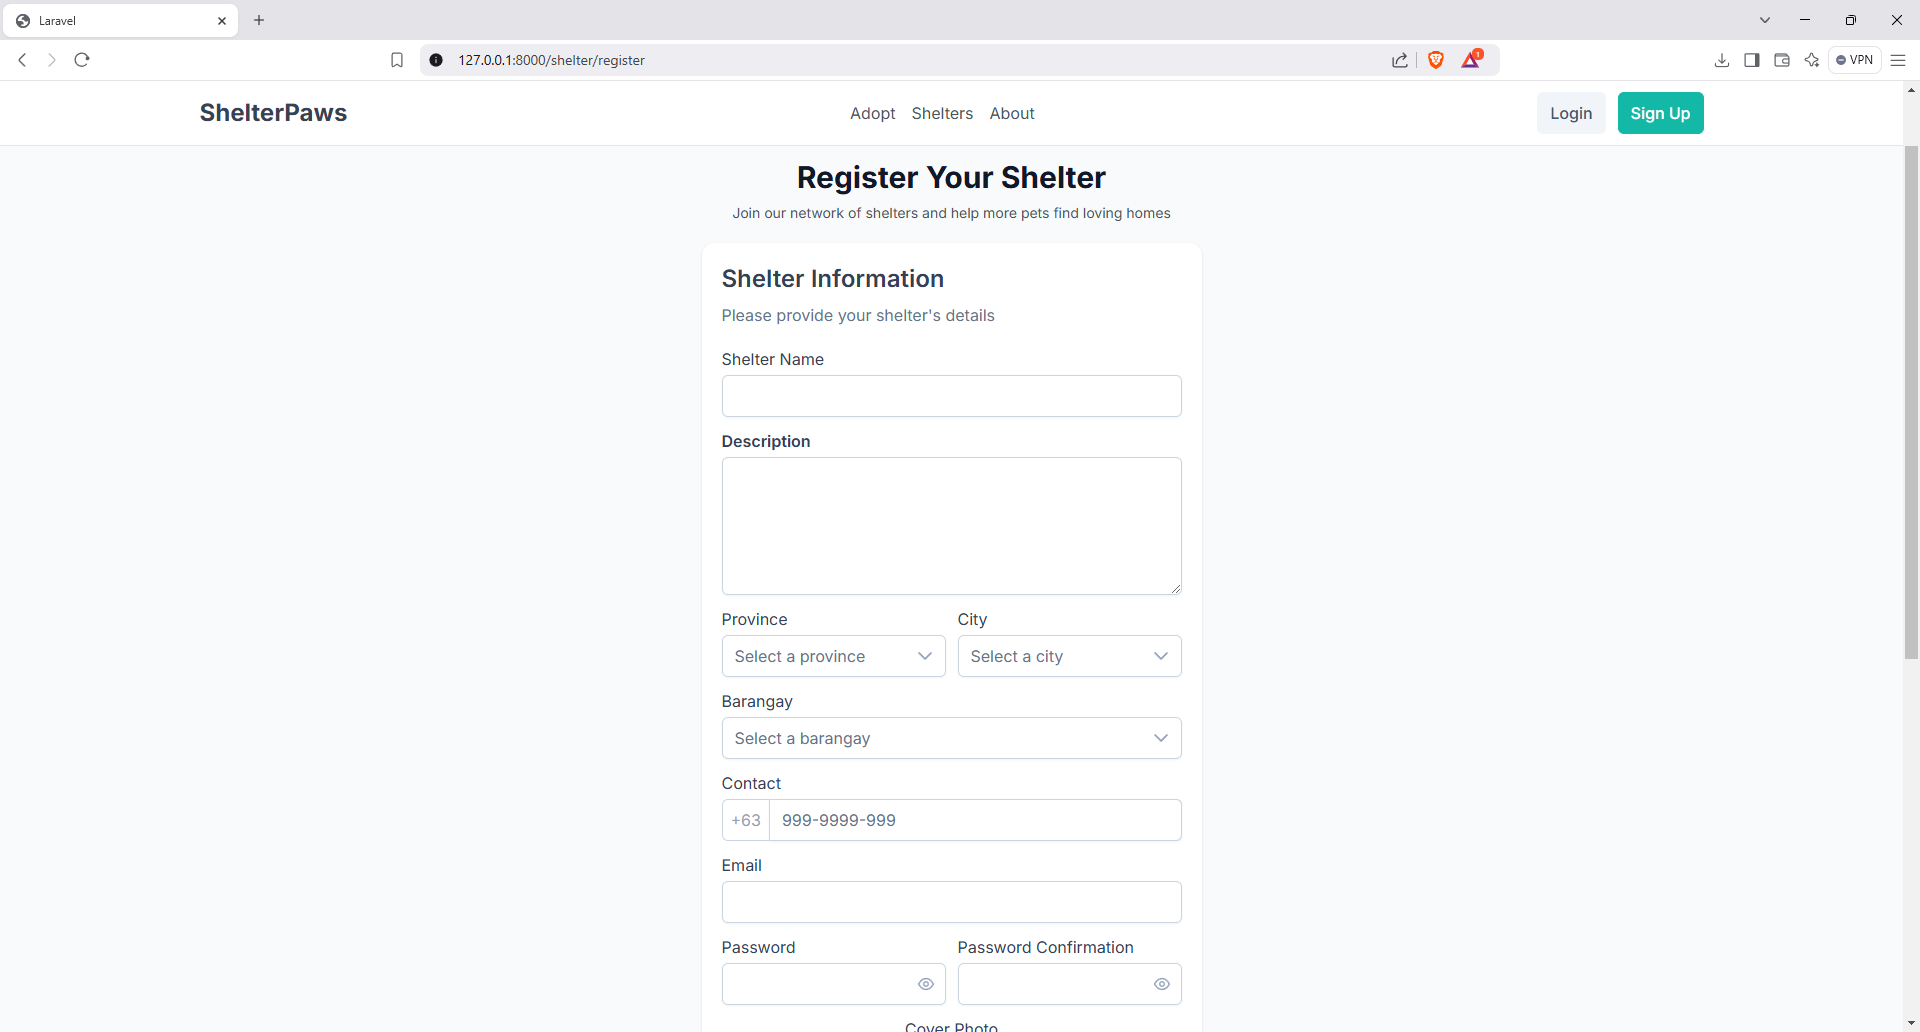 Laravel
127.0.0.1:8000/shelter/register
1
VPN
ShelterPaws
Adopt Shelters About
Login Sign Up
Register Your Shelter
Join our network of shelters and help more pets find loving homes
Shelter Information
Please provide your shelter's details
Shelter Name
Description
Province City
Select a province Select a city
Barangay
Select a barangay
Contact
+63 999-9999-999
Email
Password Password Confirmation
Cover Photo